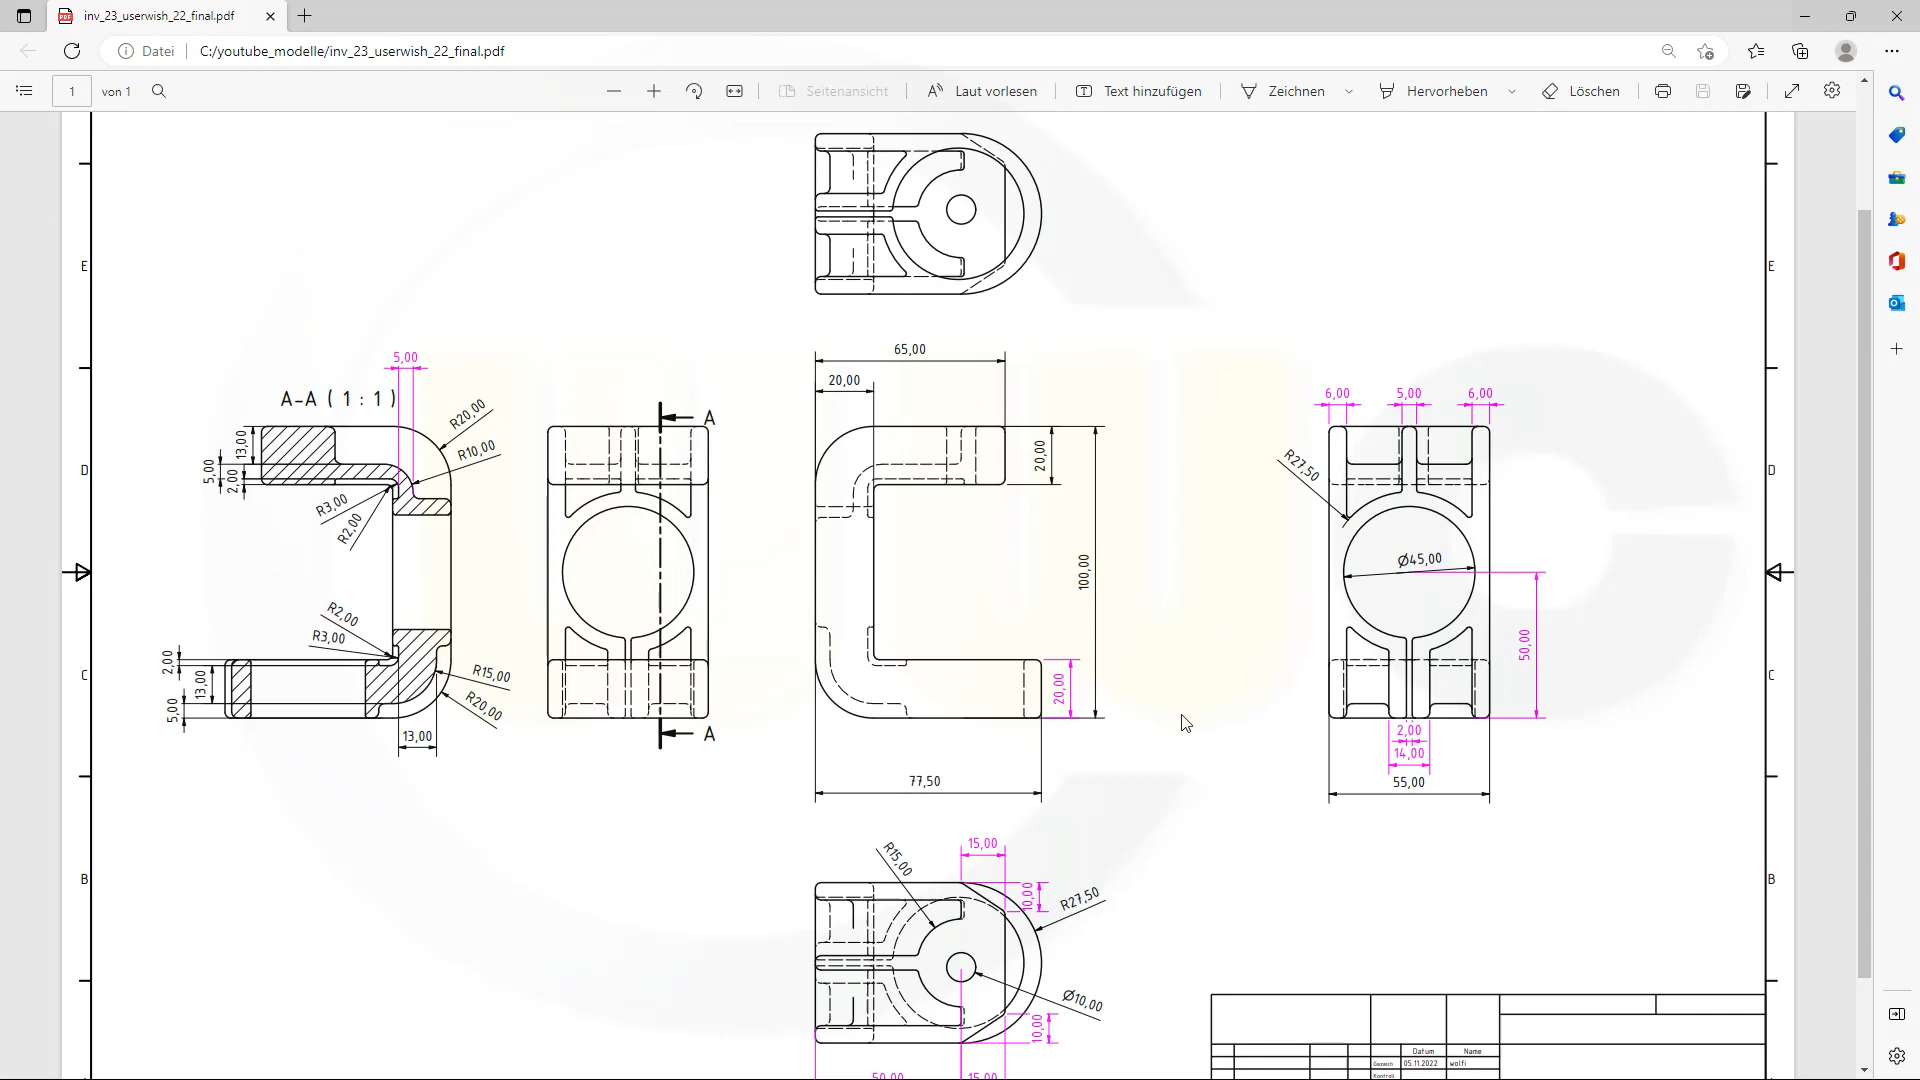 inv_23_userwish_22_final.pdf
Datei
C:/youtube_modelle/inv_23_userwish_22_final.pdf
1
von 1
Seitenansicht
Laut vorlesen
Text hinzufügen
Zeichnen
Hervorheben
Löschen
E
E
65,00
5,00
20,00
6,00
5,00
6,00
A-A ( 1 : 1 )
R20,00
A
13,00
R10,00
20,00
D
D
5,00
2,00
R27,50
R3,00
R2,00
100,00
Ø45,00
R2,00
R3,00
50,00
2,00
13,00
5,00
R15,00
R20,00
20,00
C
C
A
13,00
2,00
14,00
77,50
55,00
15,00
R15,00
10,00
R27,50
B
B
Ø10,00
10,00
50,00
15,00
Datum
Name
Gezeich
05.11.2022
wolfi
Kontrol